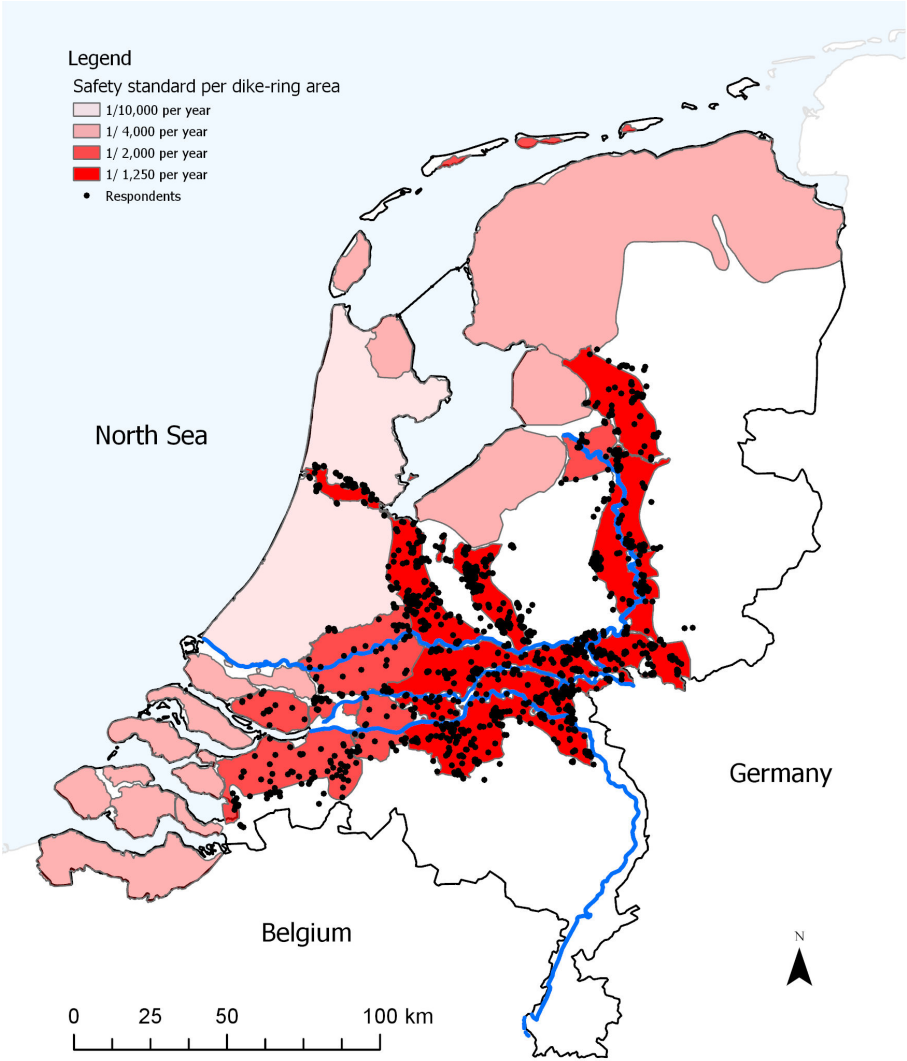 Legend
Safety standard per dike-ring area
1/10,000 per year
1/ 4,000 per year
1/ 2,000 per year
1/ 1,250 per year
Respondents
North Sea
Germany
Belgium
N
0 25 50 100 km